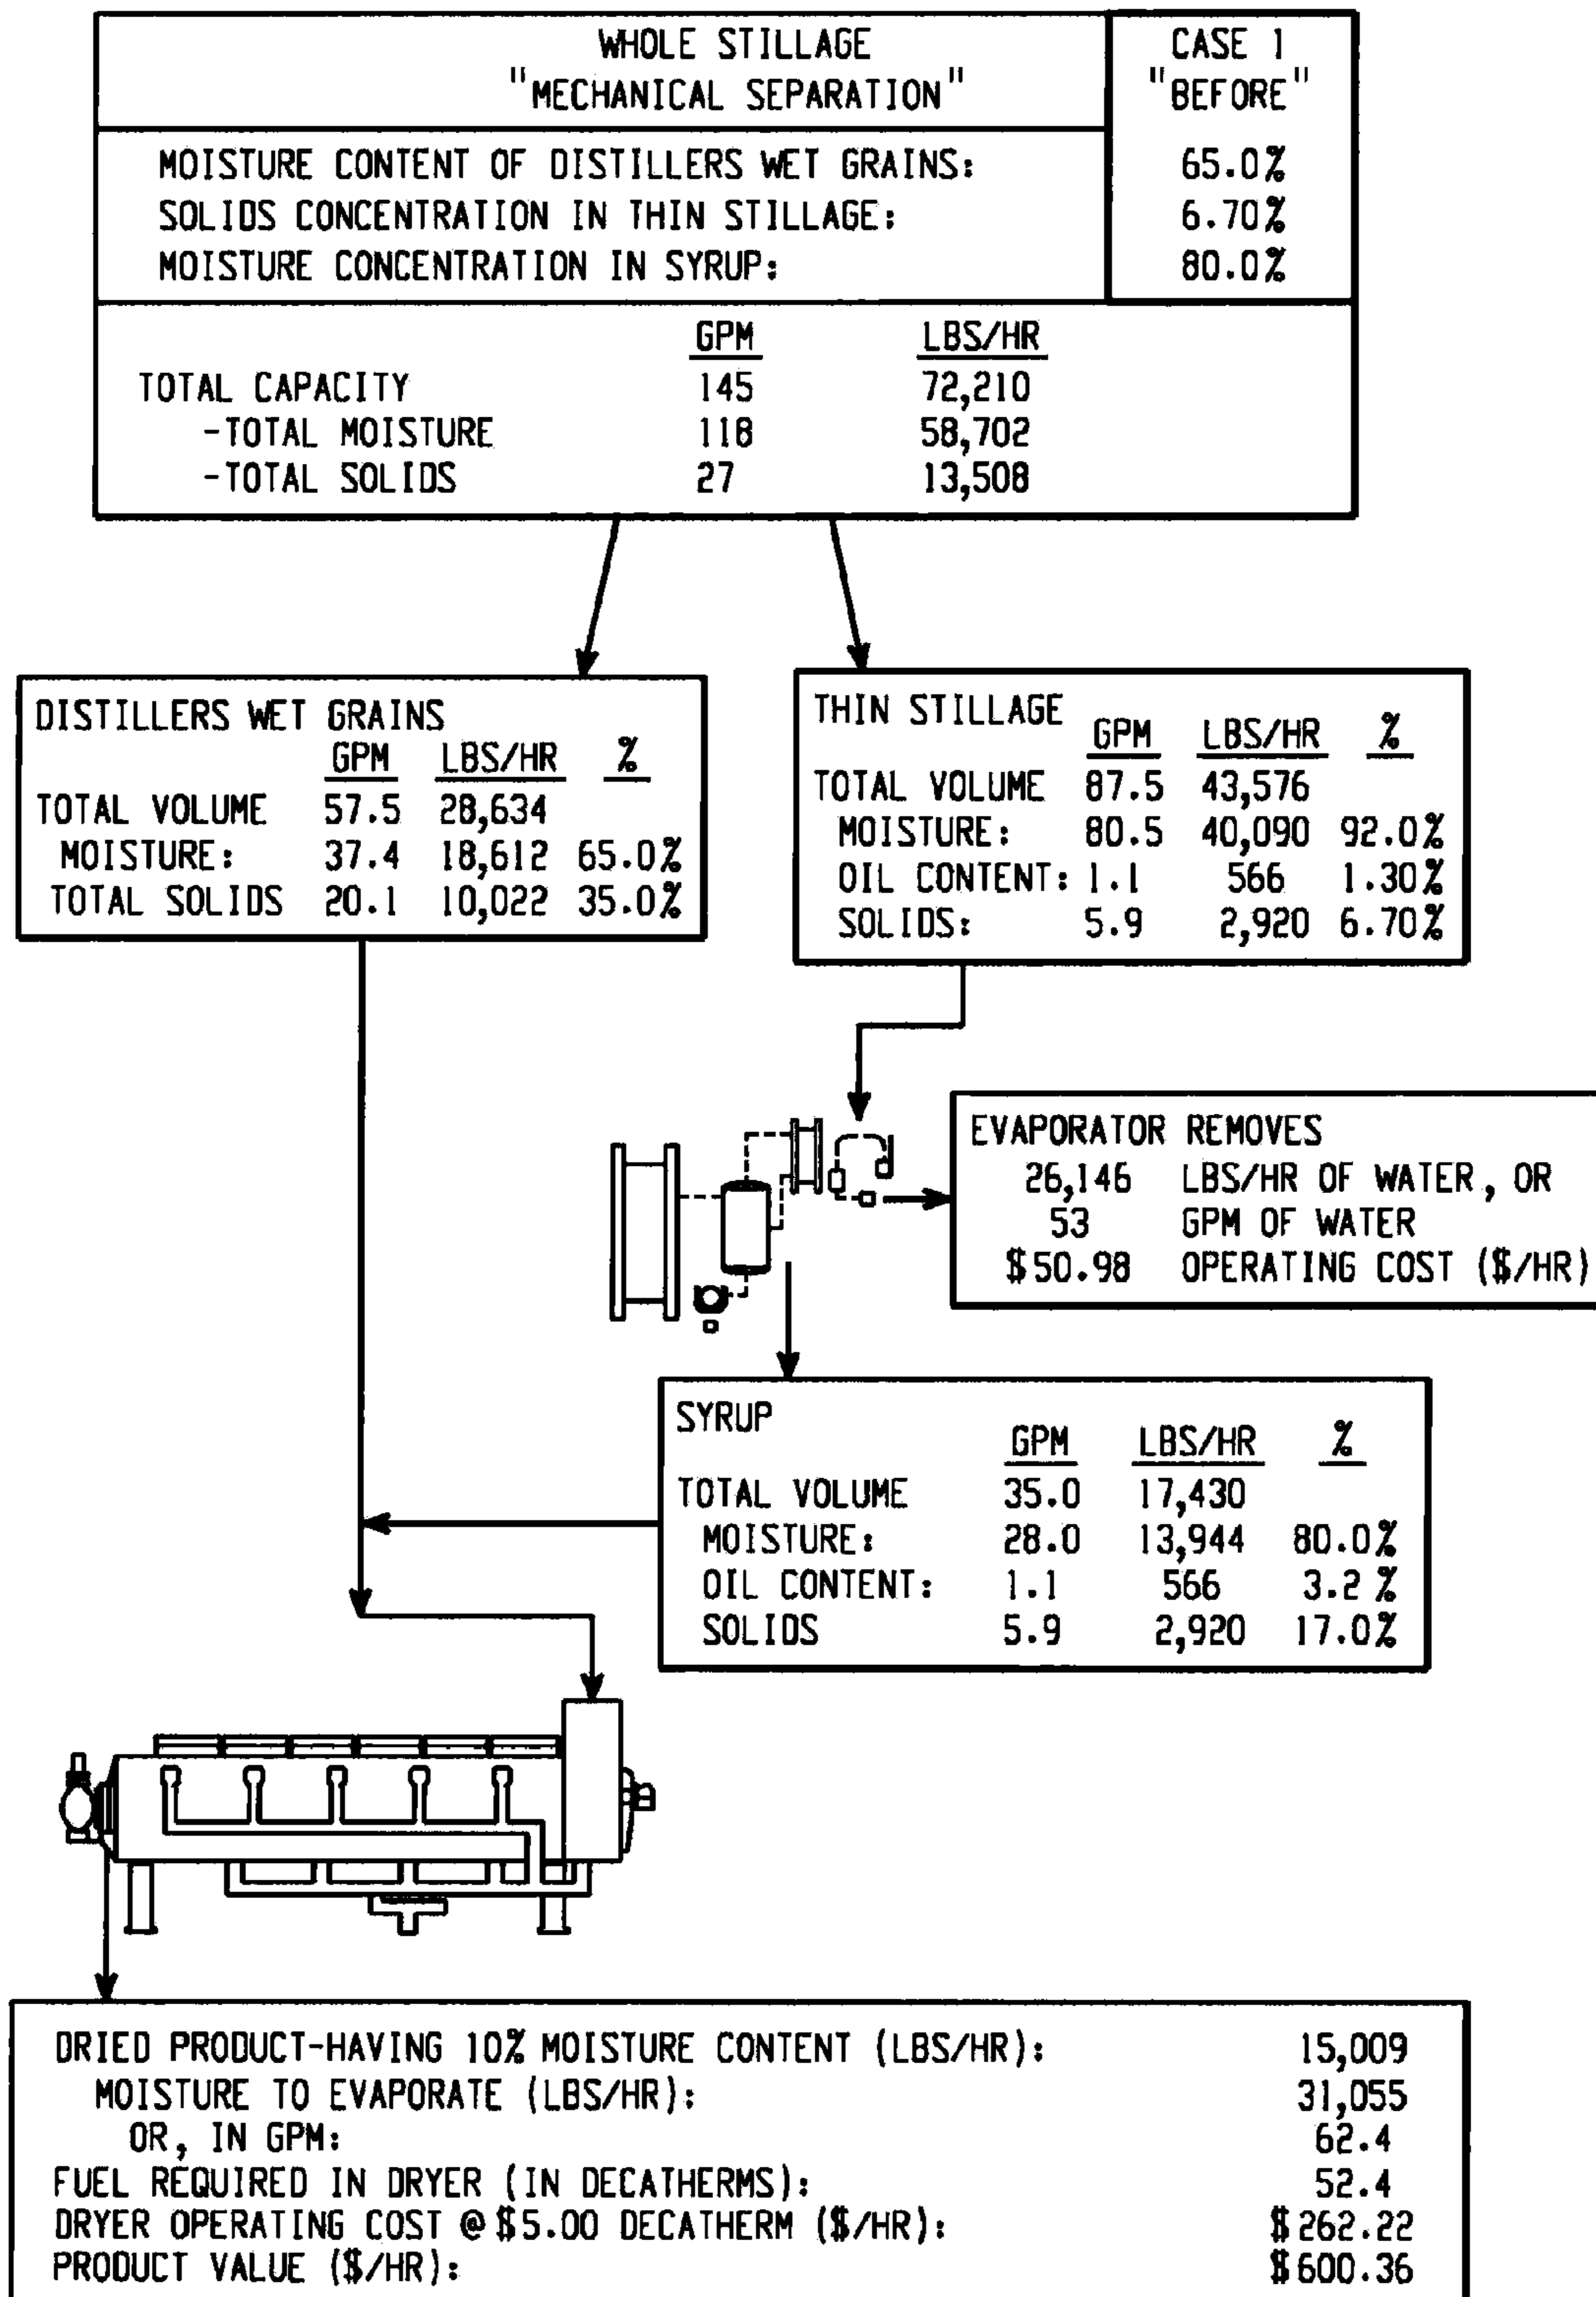 WHOLE STILLAGE CASE 1
"MECHANICAL SEPARATION" "BEFORE"
MOISTURE CONTENT OF DISTILLERS WET GRAINS: 65.0%
SOLIDS CONCENTRATION IN THIN STILLAGE: 6.70%
MOISTURE CONCENTRATION IN SYRUP: 80.0%
GPM LBS/HR
TOTAL CAPACITY 145 72,210
-TOTAL MOISTURE 118 58,702
-TOTAL SOLIDS 27 13,508
DISTILLERS WET GRAINS
GPM LBS/HR %
TOTAL VOLUME 57.5 28,634
MOISTURE: 37.4 18,612 65.0%
TOTAL SOLIDS 20.1 10,022 35.0%
THIN STILLAGE
GPM LBS/HR %
TOTAL VOLUME 87.5 43,576
MOISTURE: 80.5 40,090 92.0%
OIL CONTENT: 1.1 566 1.30%
SOLIDS: 5.9 2,920 6.70%
EVAPORATOR REMOVES
26,146 LBS/HR OF WATER, OR
53 GPM OF WATER
$50.98 OPERATING COST ($/HR)
SYRUP
GPM LBS/HR %
TOTAL VOLUME 35.0 17,430
MOISTURE: 28.0 13,944 80.0%
OIL CONTENT: 1.1 566 3.2%
SOLIDS 5.9 2,920 17.0%
DRIED PRODUCT-HAVING 10% MOISTURE CONTENT (LBS/HR): 15,009
MOISTURE TO EVAPORATE (LBS/HR): 31,055
OR, IN GPM: 62.4
FUEL REQUIRED IN DRYER (IN DECATHERMS): 52.4
DRYER OPERATING COST @ $5.00 DECATHERM ($/HR): $262.22
PRODUCT VALUE ($/HR): $600.36